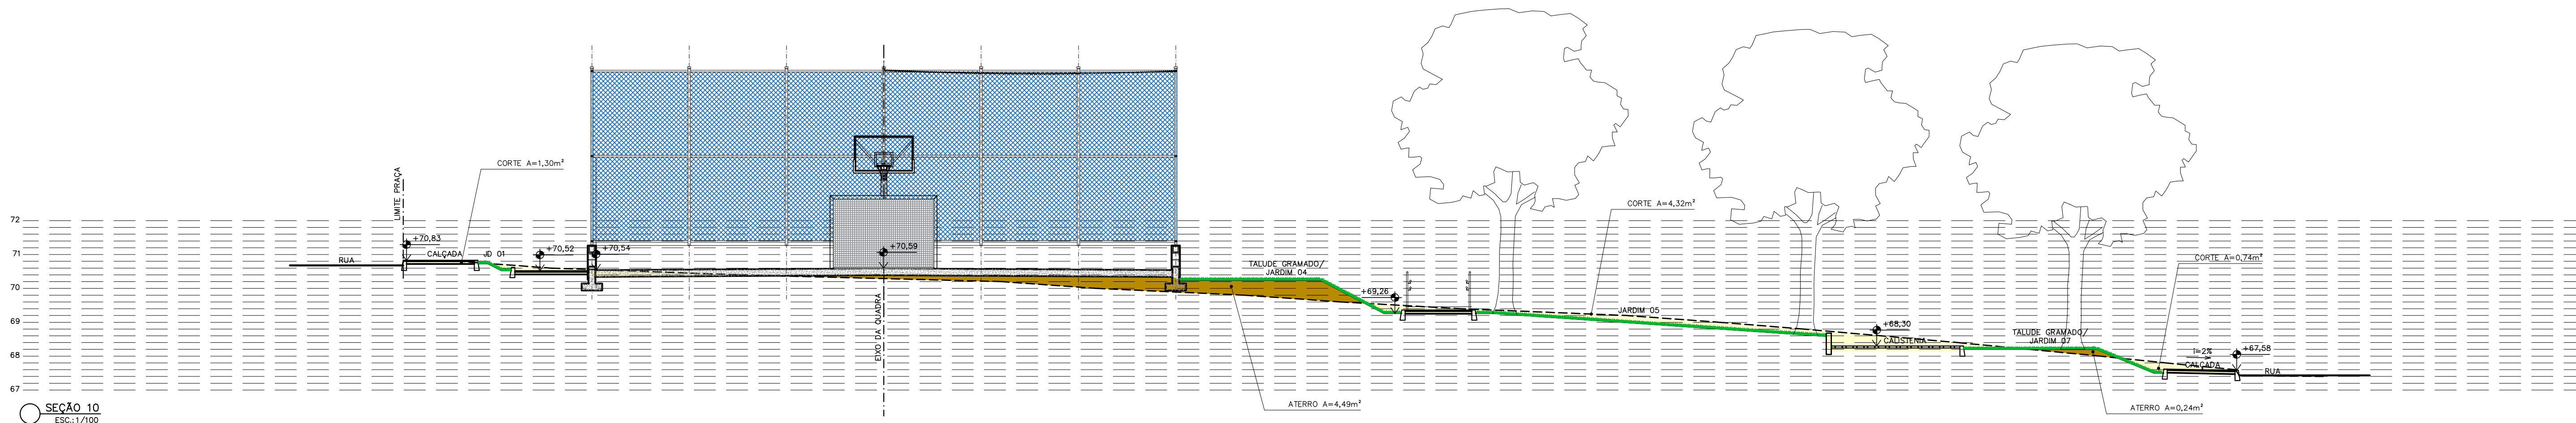 LIMITE PRAÇA
CORTE A=1,30m²
72
71
70
69
68
67
+70,83
RUA
CALÇADA
JD 01
+70,52
+70,54
+70,59
EIXO DA QUADRA
TALUDE GRAMADO/
JARDIM 04
ATERRO A=4,49m²
+69,26
CORTE A=4,32m²
JARDIM 05
+68,30
CALISTENIA
TALUDE GRAMADO/
JARDIM 07
CORTE A=0,74m²
i=2%
CALÇADA
+67,58
RUA
ATERRO A=0,24m²
SEÇÃO 10
ESC.:1/100